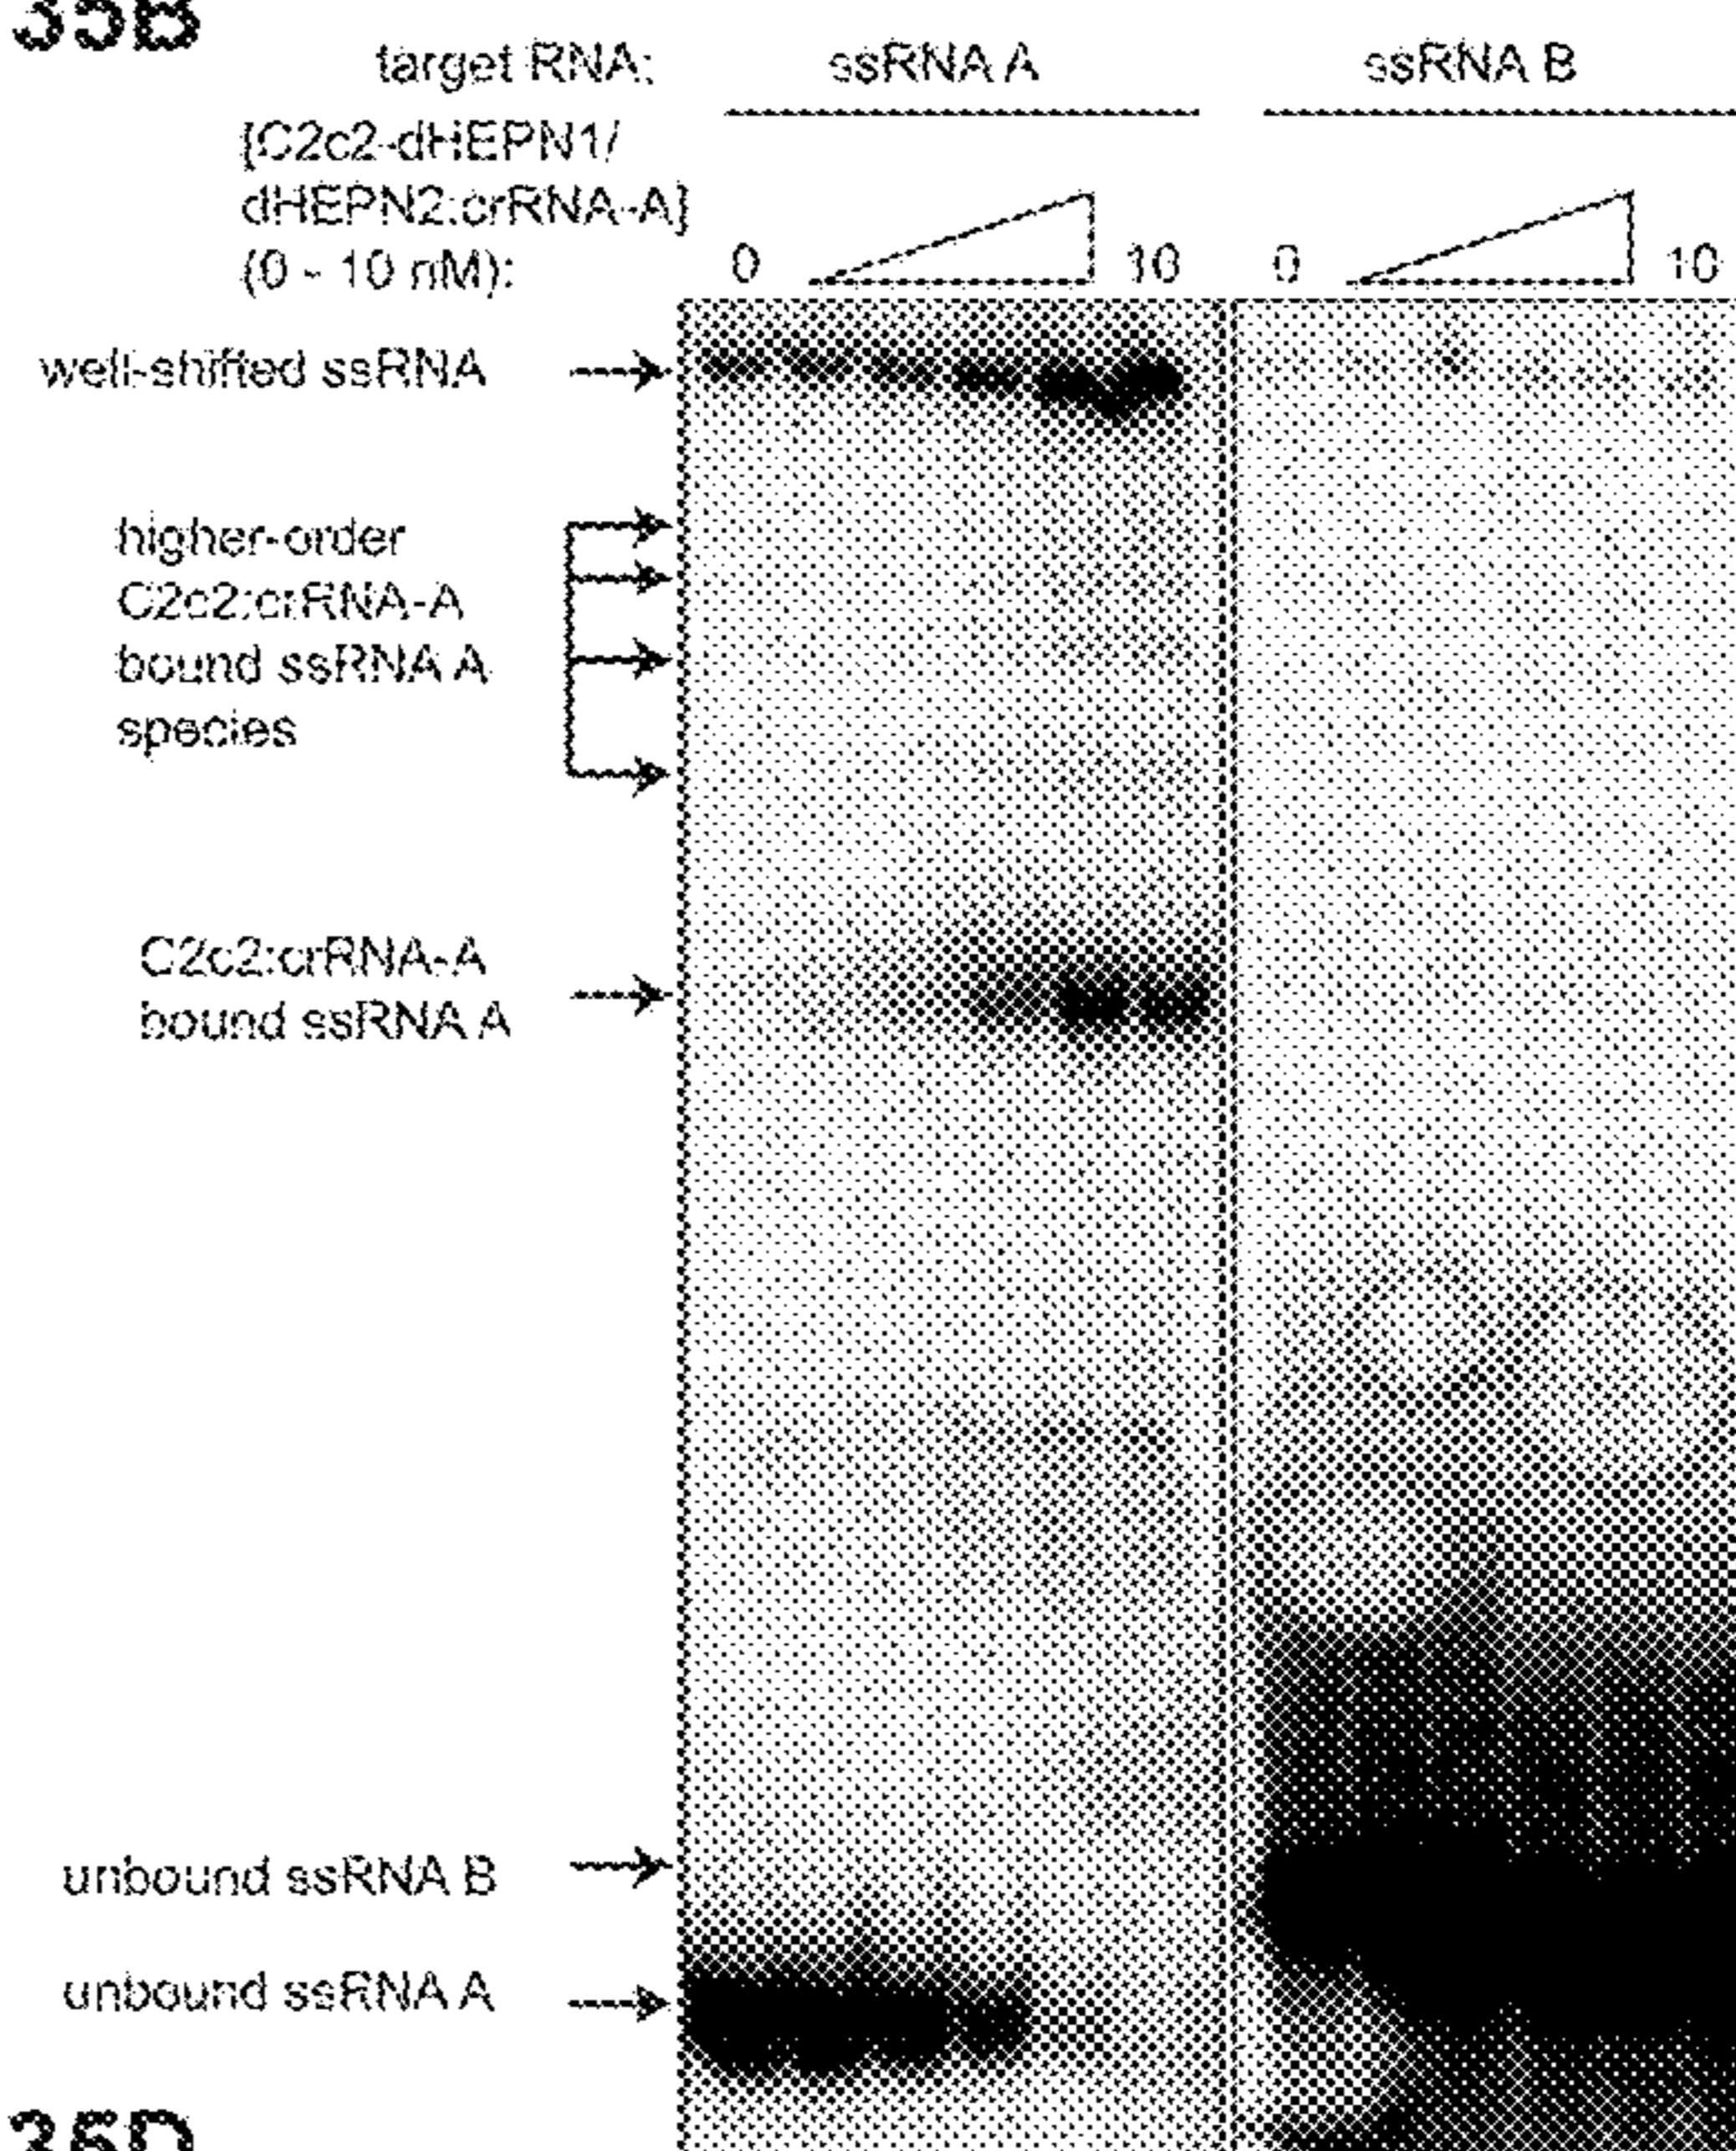 35B
target RNA: ssRNA A ssRNA B
[C2c2-dHEPN1/
dHEPN2:crRNA-A]
(0 - 10 nM): 0 10 0 10
well-shifted ssRNA
higher-order
C2c2:crRNA-A
bound ssRNA A
species
C2c2:crRNA-A
bound ssRNA A
unbound ssRNA B
unbound ssRNA A
35D